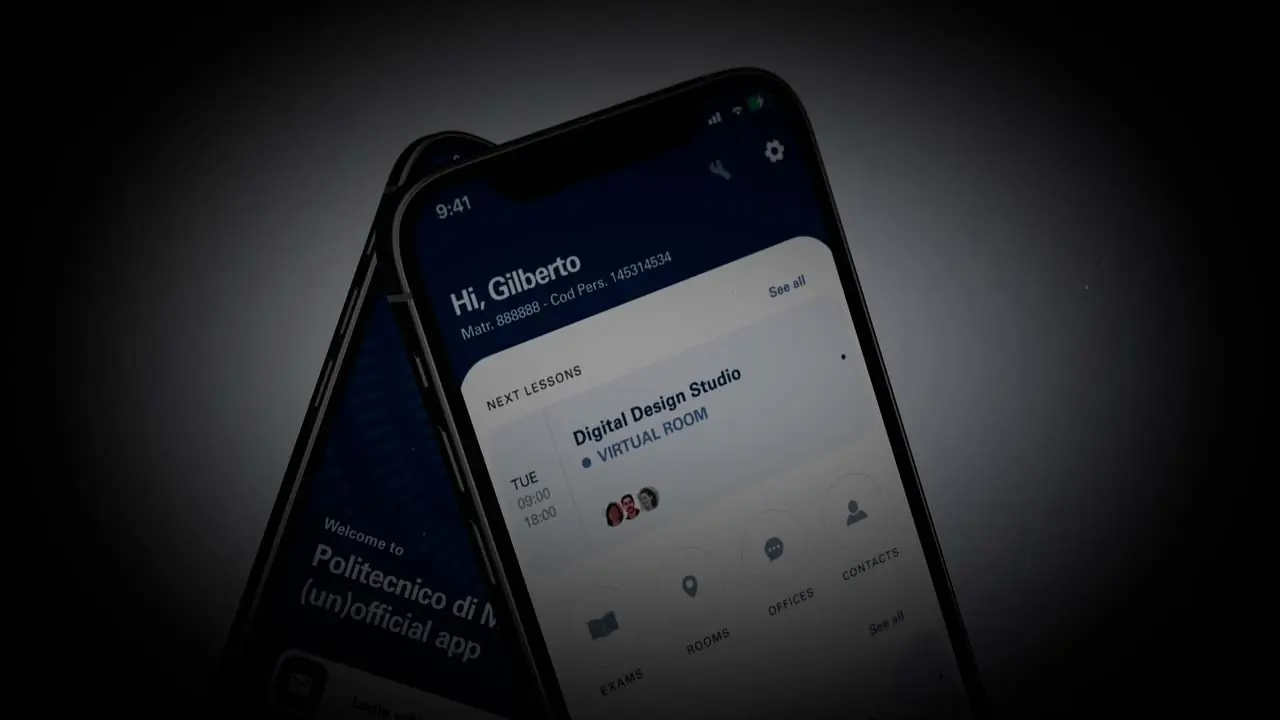 9:41
Hi, Gilberto
Matr. 888888 - Cod Pers. 145314534
NEXT LESSONS
See all
TUE
09:00
18:00
Digital Design Studio
VIRTUAL ROOM
EXAMS
ROOMS
OFFICES
CONTACTS
See all
Welcome to
Politecnico di
(un)official app
Login